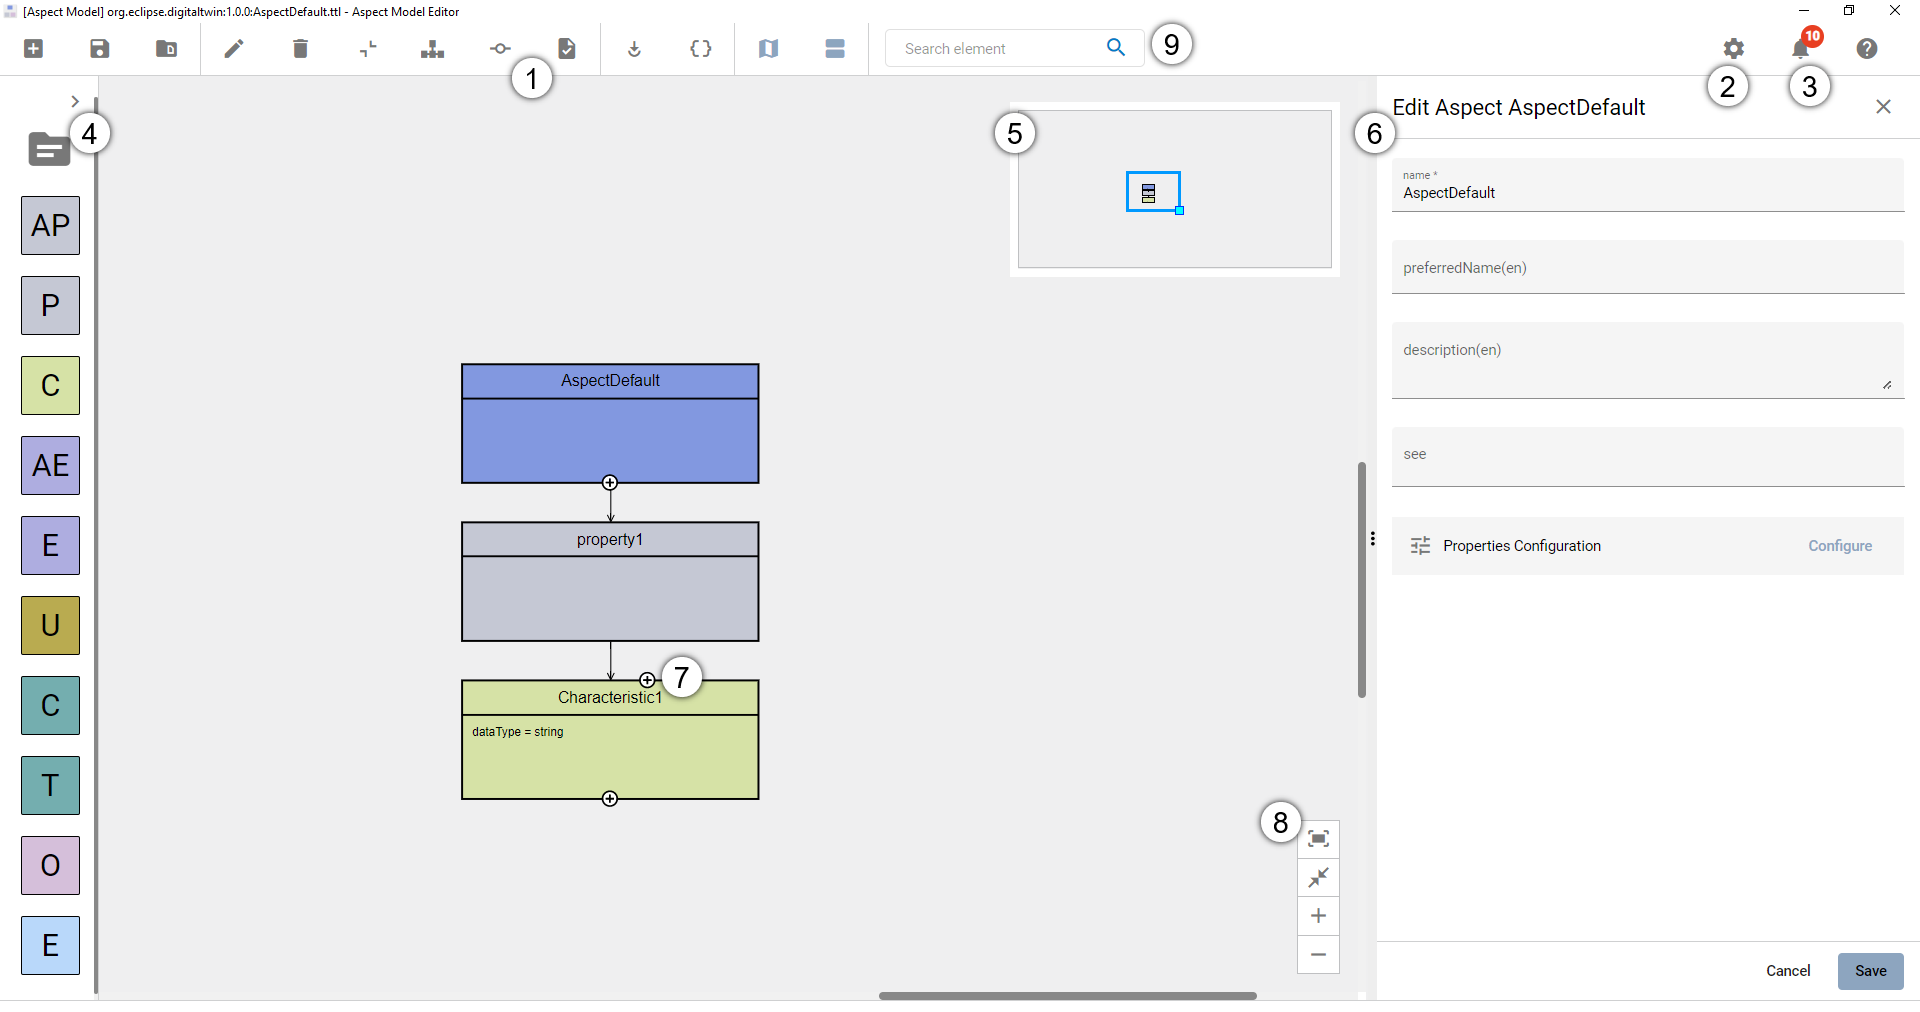 [Aspect Model] org.eclipse.digitaltwin:1.0.0:AspectDefault.ttl - Aspect Model Editor
Search element
9
10
1
2
3
4
5
6
Edit Aspect AspectDefault
name *
AspectDefault
preferredName(en)
description(en)
see
Properties Configuration
Configure
AP
P
C
AE
E
U
C
T
O
E
AspectDefault
property1
7
Characteristic1
dataType = string
8
Cancel
Save